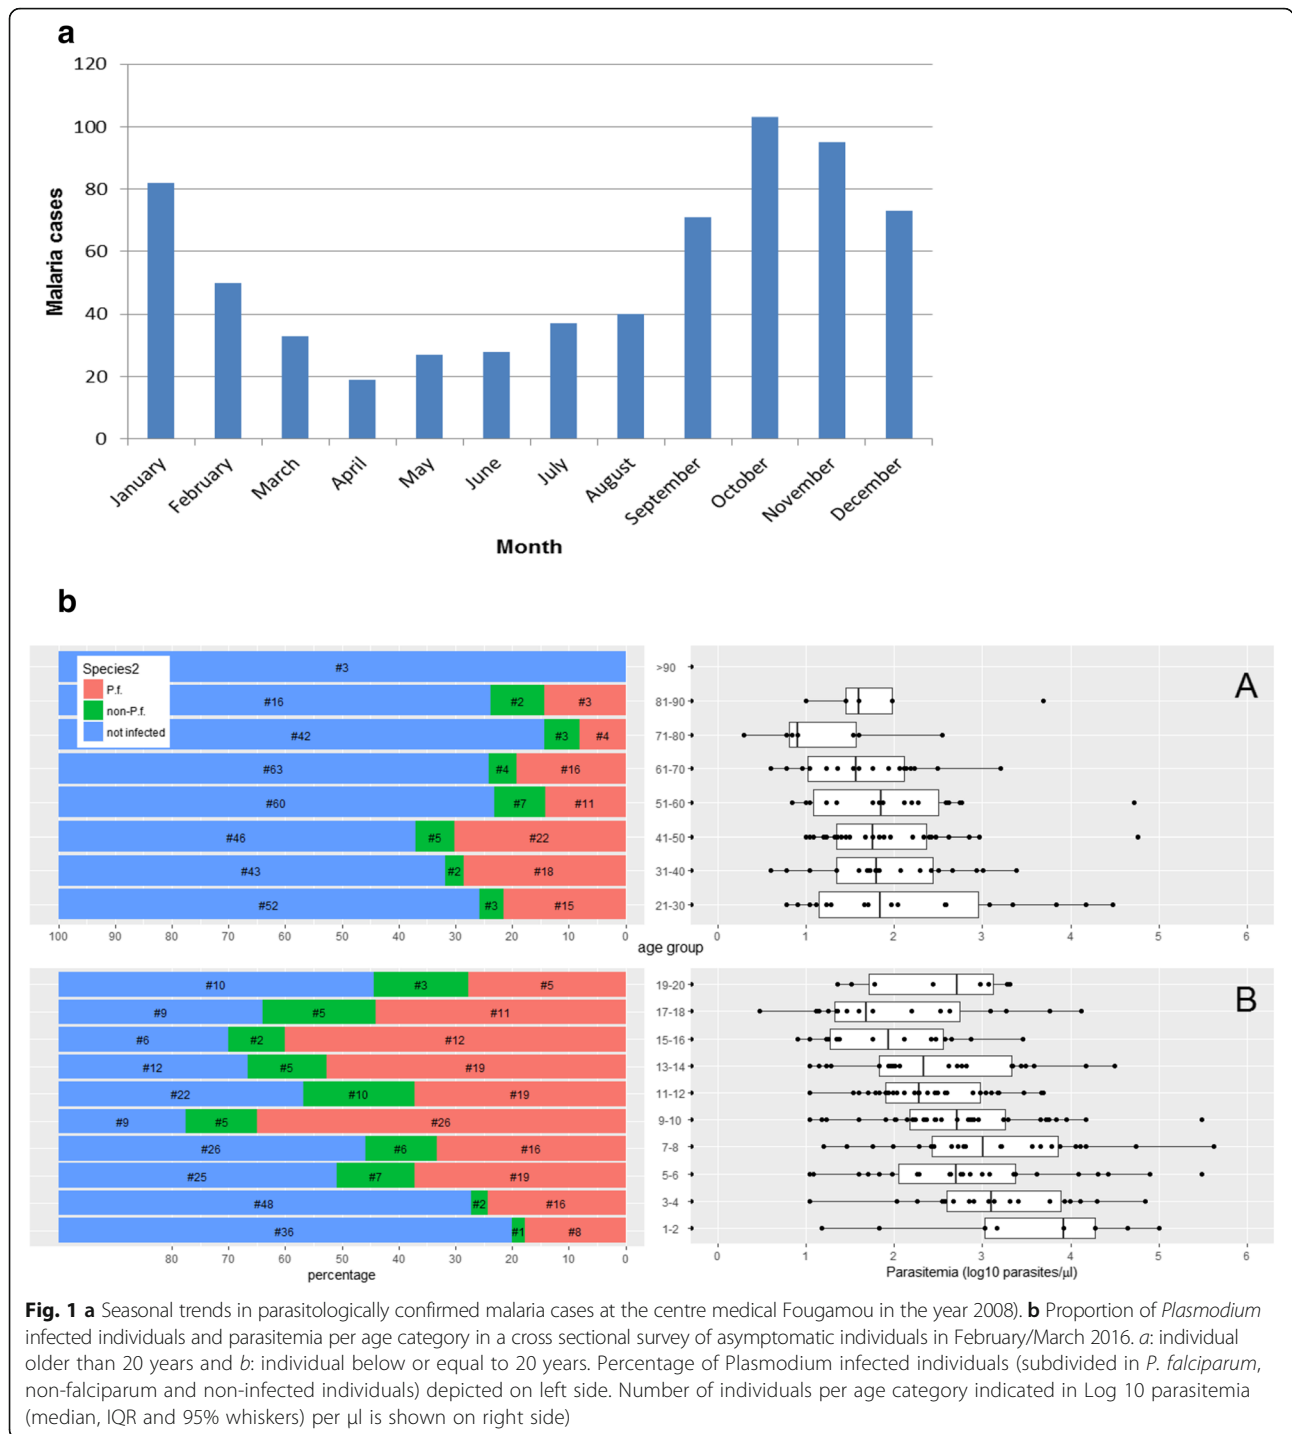 a
120
100
80
60
40
20
0
Malaria cases
January
February
March
April
May
June
July
August
September
October
November
December
Month
b
Species2
P.f.
non-P.f.
not infected
#3
#16 #2 #3
#42 #3 #4
#63 #4 #16
#60 #7 #11
#46 #5 #22
#43 #2 #18
#52 #3 #15
100 90 80 70 60 50 40 30 20 10 0
>90
81-90
71-80
61-70
51-60
41-50
31-40
21-30
A
0 1 2 3 4 5 6
age group
#10 #3 #5
#9 #5 #11
#6 #2 #12
#12 #5 #19
#22 #10 #19
#9 #5 #26
#26 #6 #16
#25 #7 #19
#48 #2 #16
#36 #1 #8
80 70 60 50 40 30 20 10 0
percentage
19-20
17-18
15-16
13-14
11-12
9-10
7-8
5-6
3-4
1-2
B
0 1 2 3 4 5 6
Parasitemia (log10 parasites/µl)
Fig. 1 a Seasonal trends in parasitologically confirmed malaria cases at the centre medical Fougamou in the year 2008). b Proportion of Plasmodium
infected individuals and parasitemia per age category in a cross sectional survey of asymptomatic individuals in February/March 2016. a: individual
older than 20 years and b: individual below or equal to 20 years. Percentage of Plasmodium infected individuals (subdivided in P. falciparum,
non-falciparum and non-infected individuals) depicted on left side. Number of individuals per age category indicated in Log 10 parasitemia
(median, IQR and 95% whiskers) per µl is shown on right side)